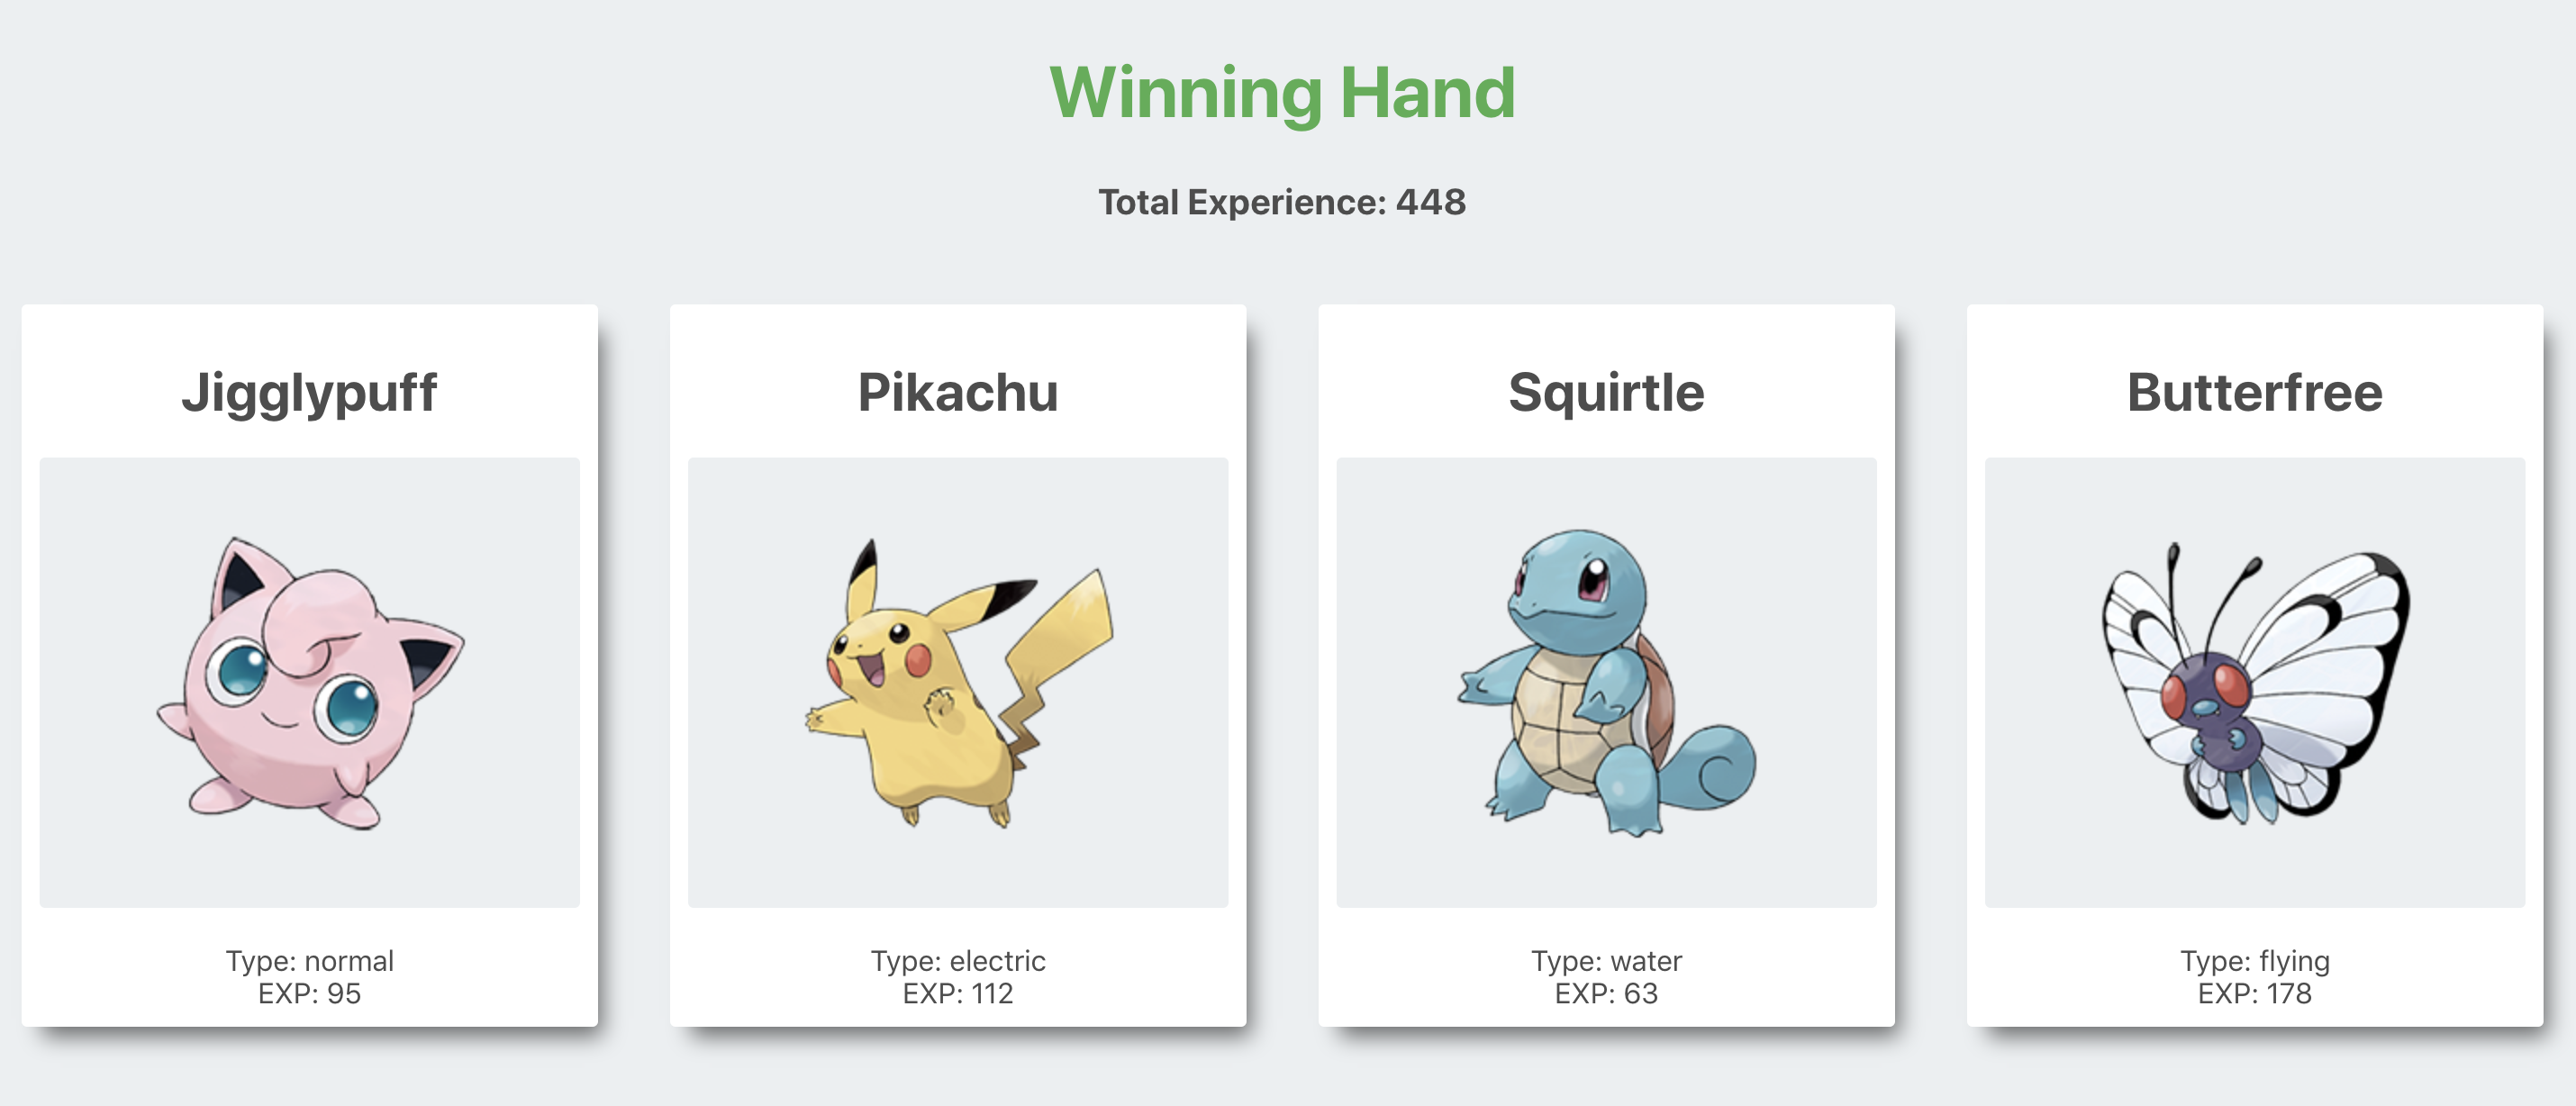 Winning Hand
Total Experience: 448
Jigglypuff
Type: normal
EXP: 95
Pikachu
Type: electric
EXP: 112
Squirtle
Type: water
EXP: 63
Butterfree
Type: flying
EXP: 178